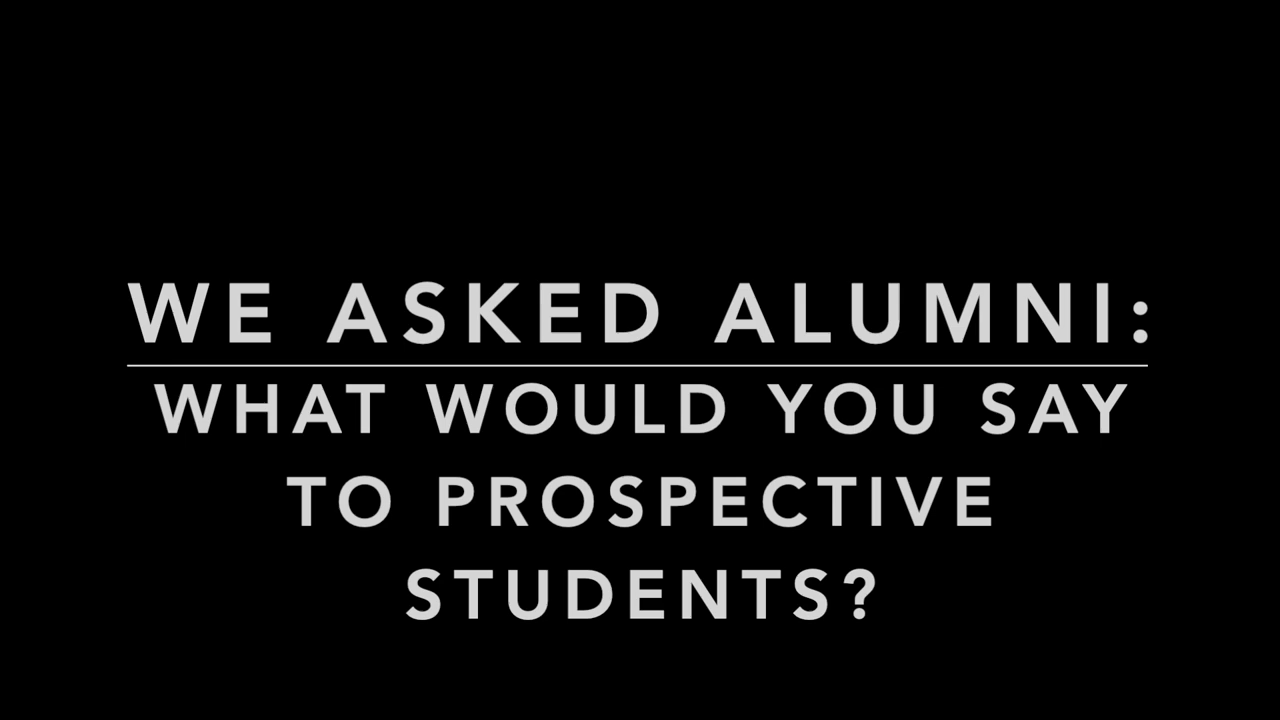 WE ASKED ALUMNI:
WHAT WOULD YOU SAY
TO PROSPECTIVE
STUDENTS?